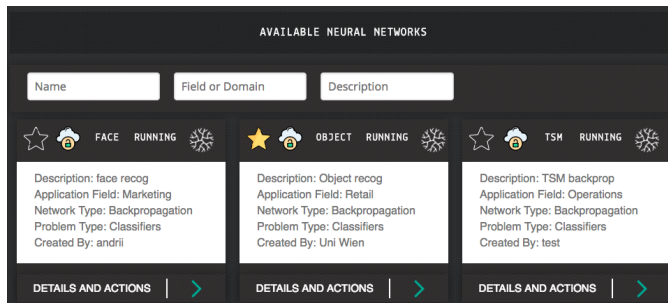 AVAILABLE NEURAL NETWORKS
Name
Field or Domain
Description
FACE RUNNING
Description: face recog
Application Field: Marketing
Network Type: Backpropagation
Problem Type: Classifiers
Created By: andrii
DETAILS AND ACTIONS
OBJECT RUNNING
Description: Object recog
Application Field: Retail
Network Type: Backpropagation
Problem Type: Classifiers
Created By: Uni Wien
DETAILS AND ACTIONS
TSM RUNNING
Description: TSM backprop
Application Field: Operations
Network Type: Backpropagation
Problem Type: Classifiers
Created By: test
DETAILS AND ACTIONS